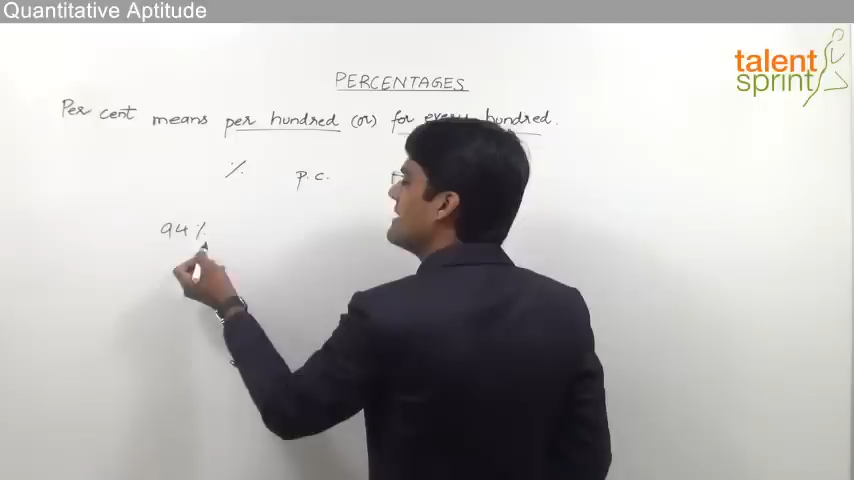 Quantitative Aptitude
talent
sprint
PERCENTAGES
Per cent means per hundred (or) for every hundred.
% p.c.
94%